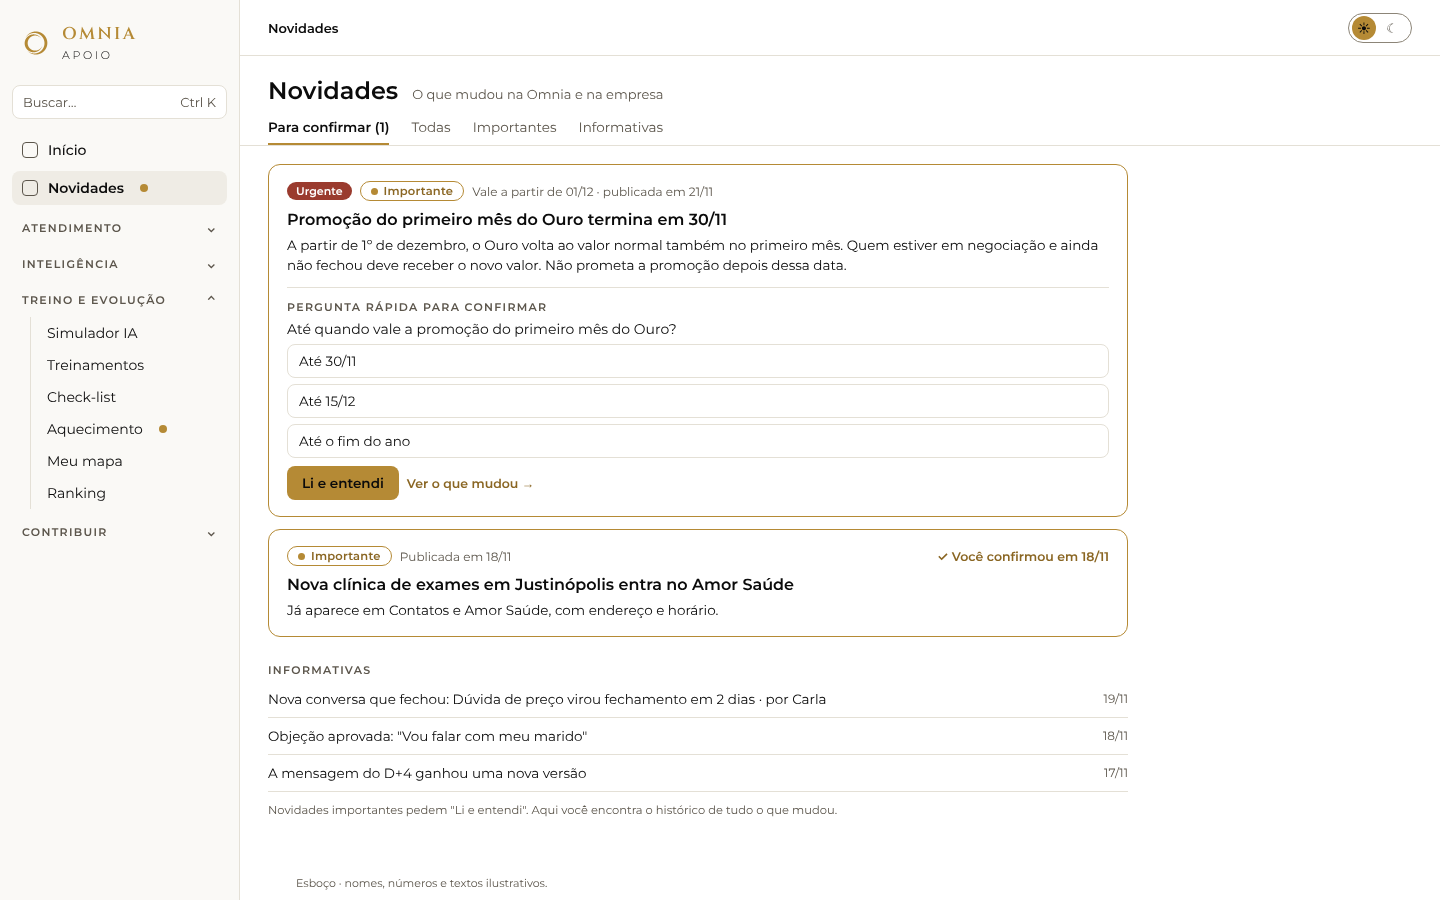 OMNIA
APOIO
Buscar... Ctrl K
Início
Novidades
ATENDIMENTO
INTELIGÊNCIA
TREINO E EVOLUÇÃO
Simulador IA
Treinamentos
Check-list
Aquecimento
Meu mapa
Ranking
CONTRIBUIR
Novidades
Novidades O que mudou na Omnia e na empresa
Para confirmar (1) Todas Importantes Informativas
Urgente Importante Vale a partir de 01/12 · publicada em 21/11
Promoção do primeiro mês do Ouro termina em 30/11
A partir de 1º de dezembro, o Ouro volta ao valor normal também no primeiro mês. Quem estiver em negociação e ainda
não fechou deve receber o novo valor. Não prometa a promoção depois dessa data.
PERGUNTA RÁPIDA PARA CONFIRMAR
Até quando vale a promoção do primeiro mês do Ouro?
Até 30/11
Até 15/12
Até o fim do ano
Li e entendi Ver o que mudou →
Importante Publicada em 18/11 ✓ Você confirmou em 18/11
Nova clínica de exames em Justinópolis entra no Amor Saúde
Já aparece em Contatos e Amor Saúde, com endereço e horário.
INFORMATIVAS
Nova conversa que fechou: Dúvida de preço virou fechamento em 2 dias · por Carla 19/11
Objeção aprovada: "Vou falar com meu marido" 18/11
A mensagem do D+4 ganhou uma nova versão 17/11
Novidades importantes pedem "Li e entendi". Aqui você encontra o histórico de tudo o que mudou.
Esboço · nomes, números e textos ilustrativos.